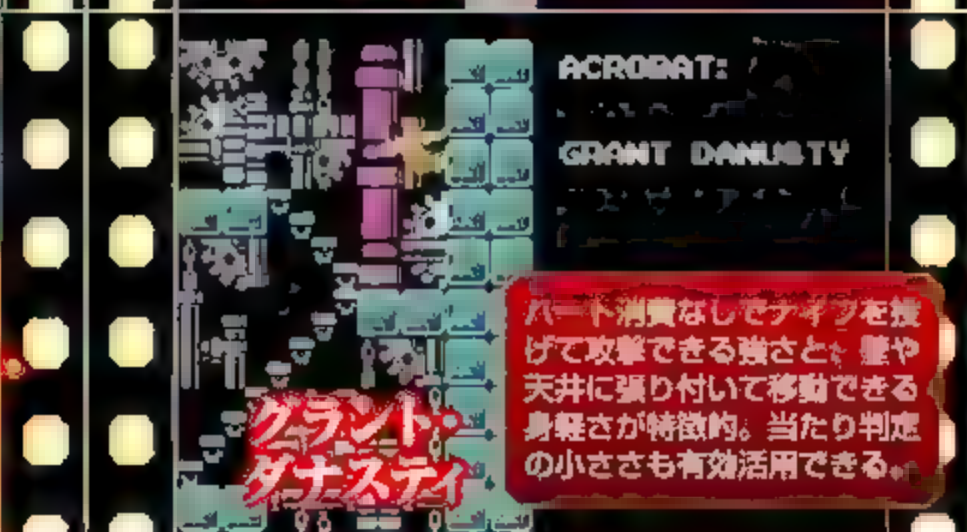 ACROBAT:
GRANT DANASTY
ハート消費なしでナイフを投
げて攻撃できる強さと、壁や
天井に張り付いて移動できる
身軽さが特徴的。当たり判定
の小ささも有効活用できる。
グラント・
ダナスティ